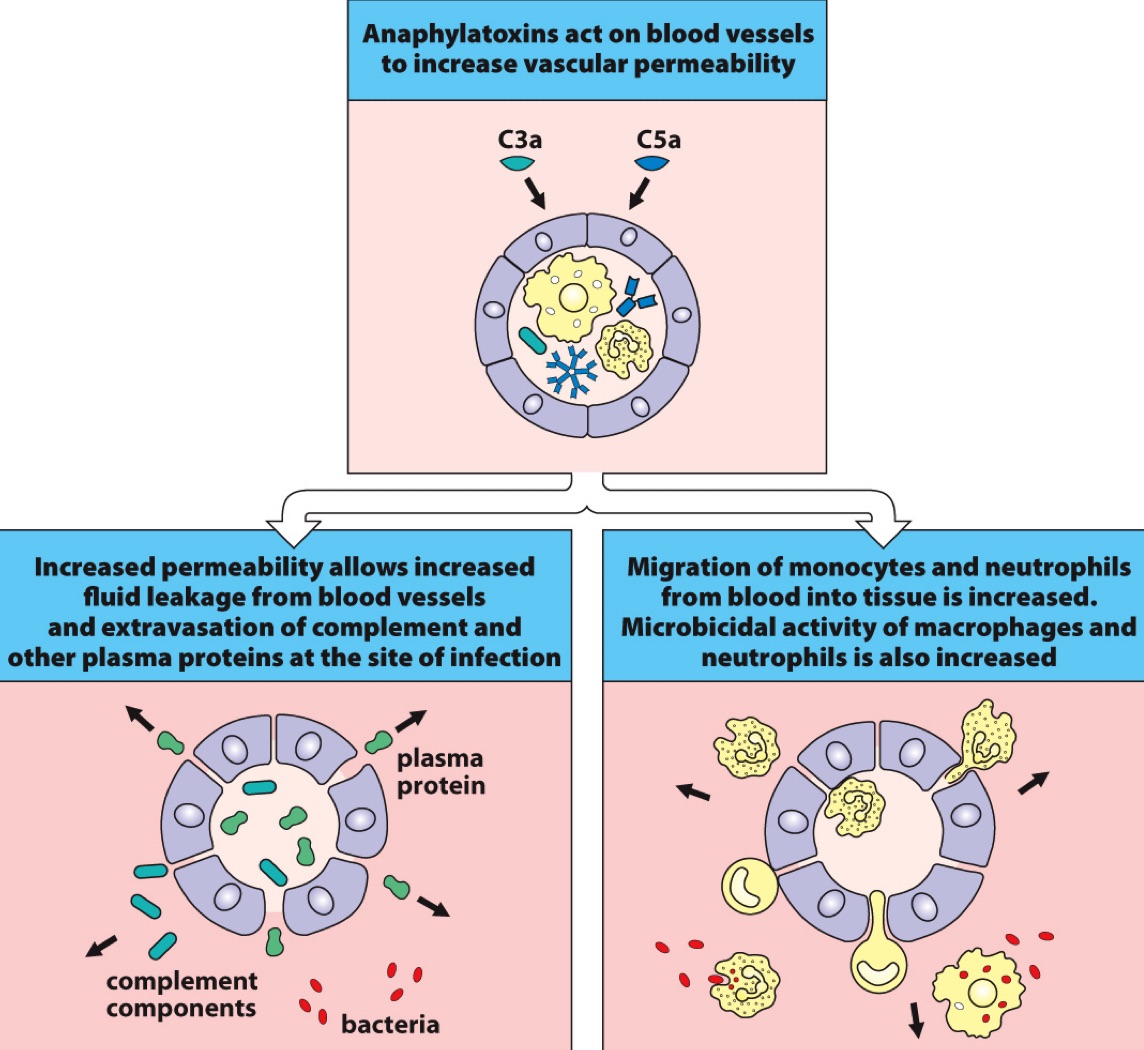 Anaphylatoxins act on blood vessels
to increase vascular permeability
C3a
C5a
Increased permeability allows increased
fluid leakage from blood vessels
and extravasation of complement and
other plasma proteins at the site of infection
plasma
protein
complement
components
bacteria
Migration of monocytes and neutrophils
from blood into tissue is increased.
Microbicidal activity of macrophages and
neutrophils is also increased